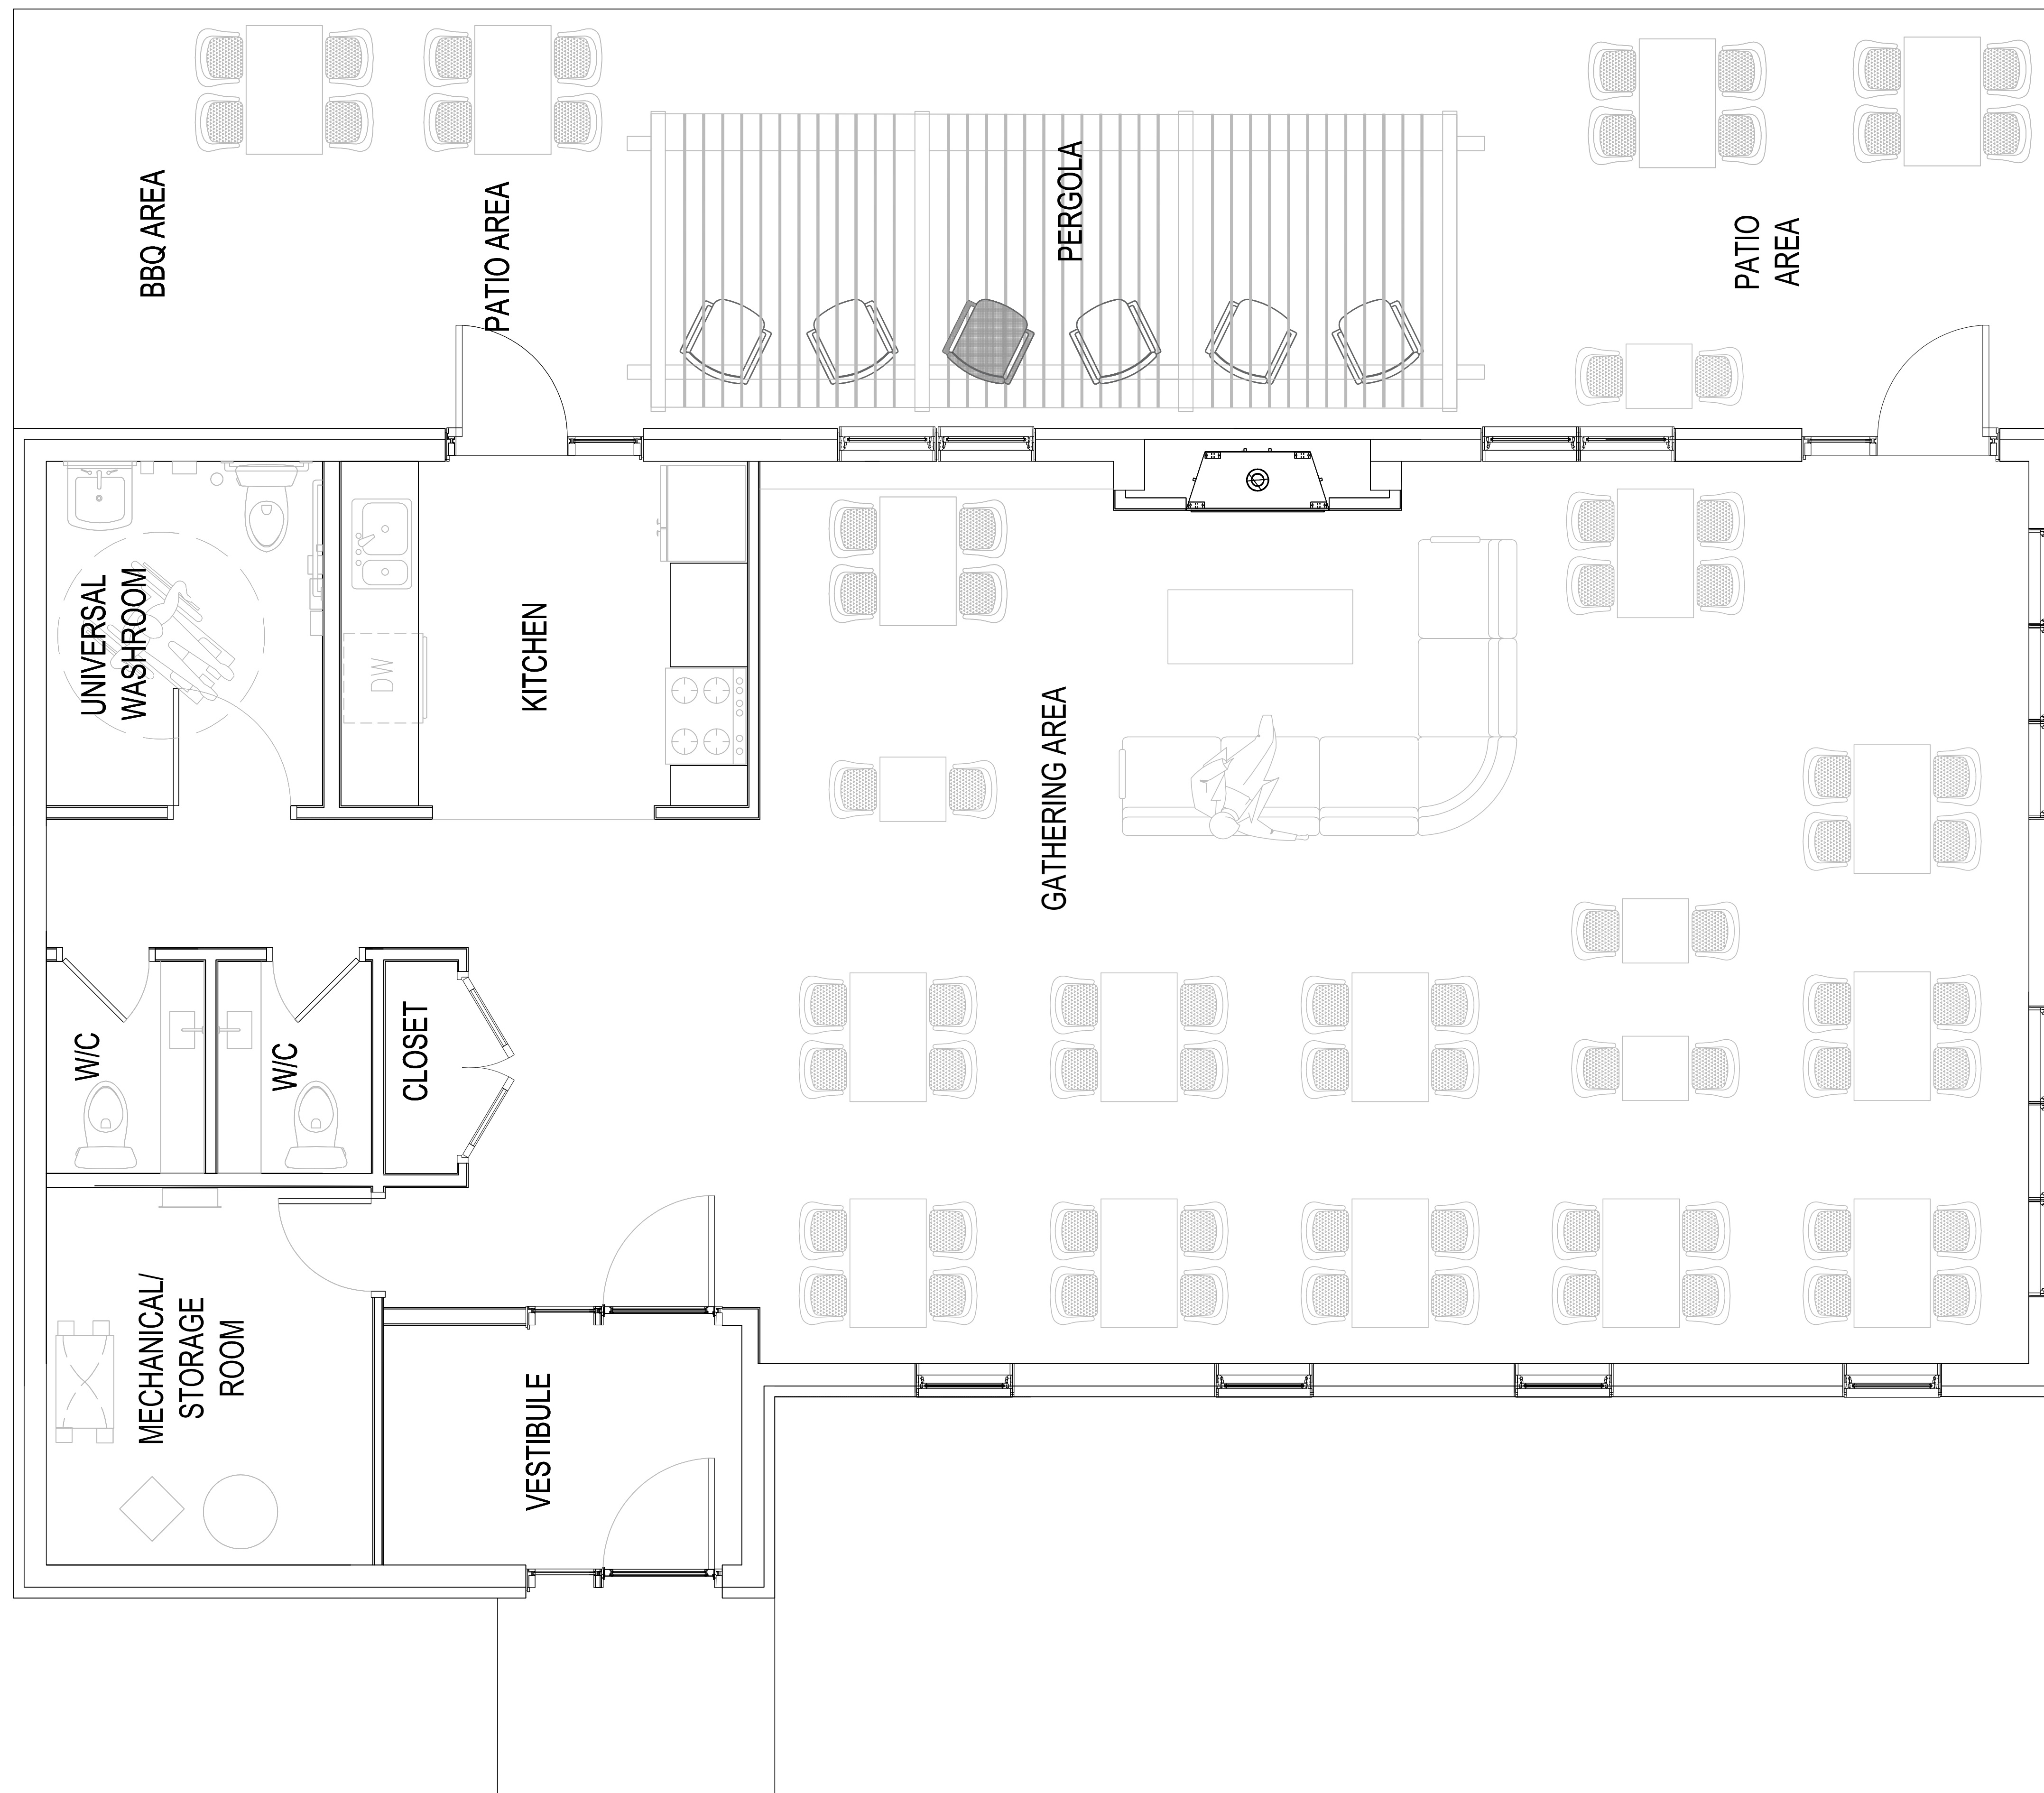 BBQ AREA
PATIO AREA
PERGOLA
PATIO
AREA
UNIVERSAL
WASHROOM
DW
KITCHEN
GATHERING AREA
W/C
W/C
CLOSET
MECHANICAL/
STORAGE
ROOM
VESTIBULE